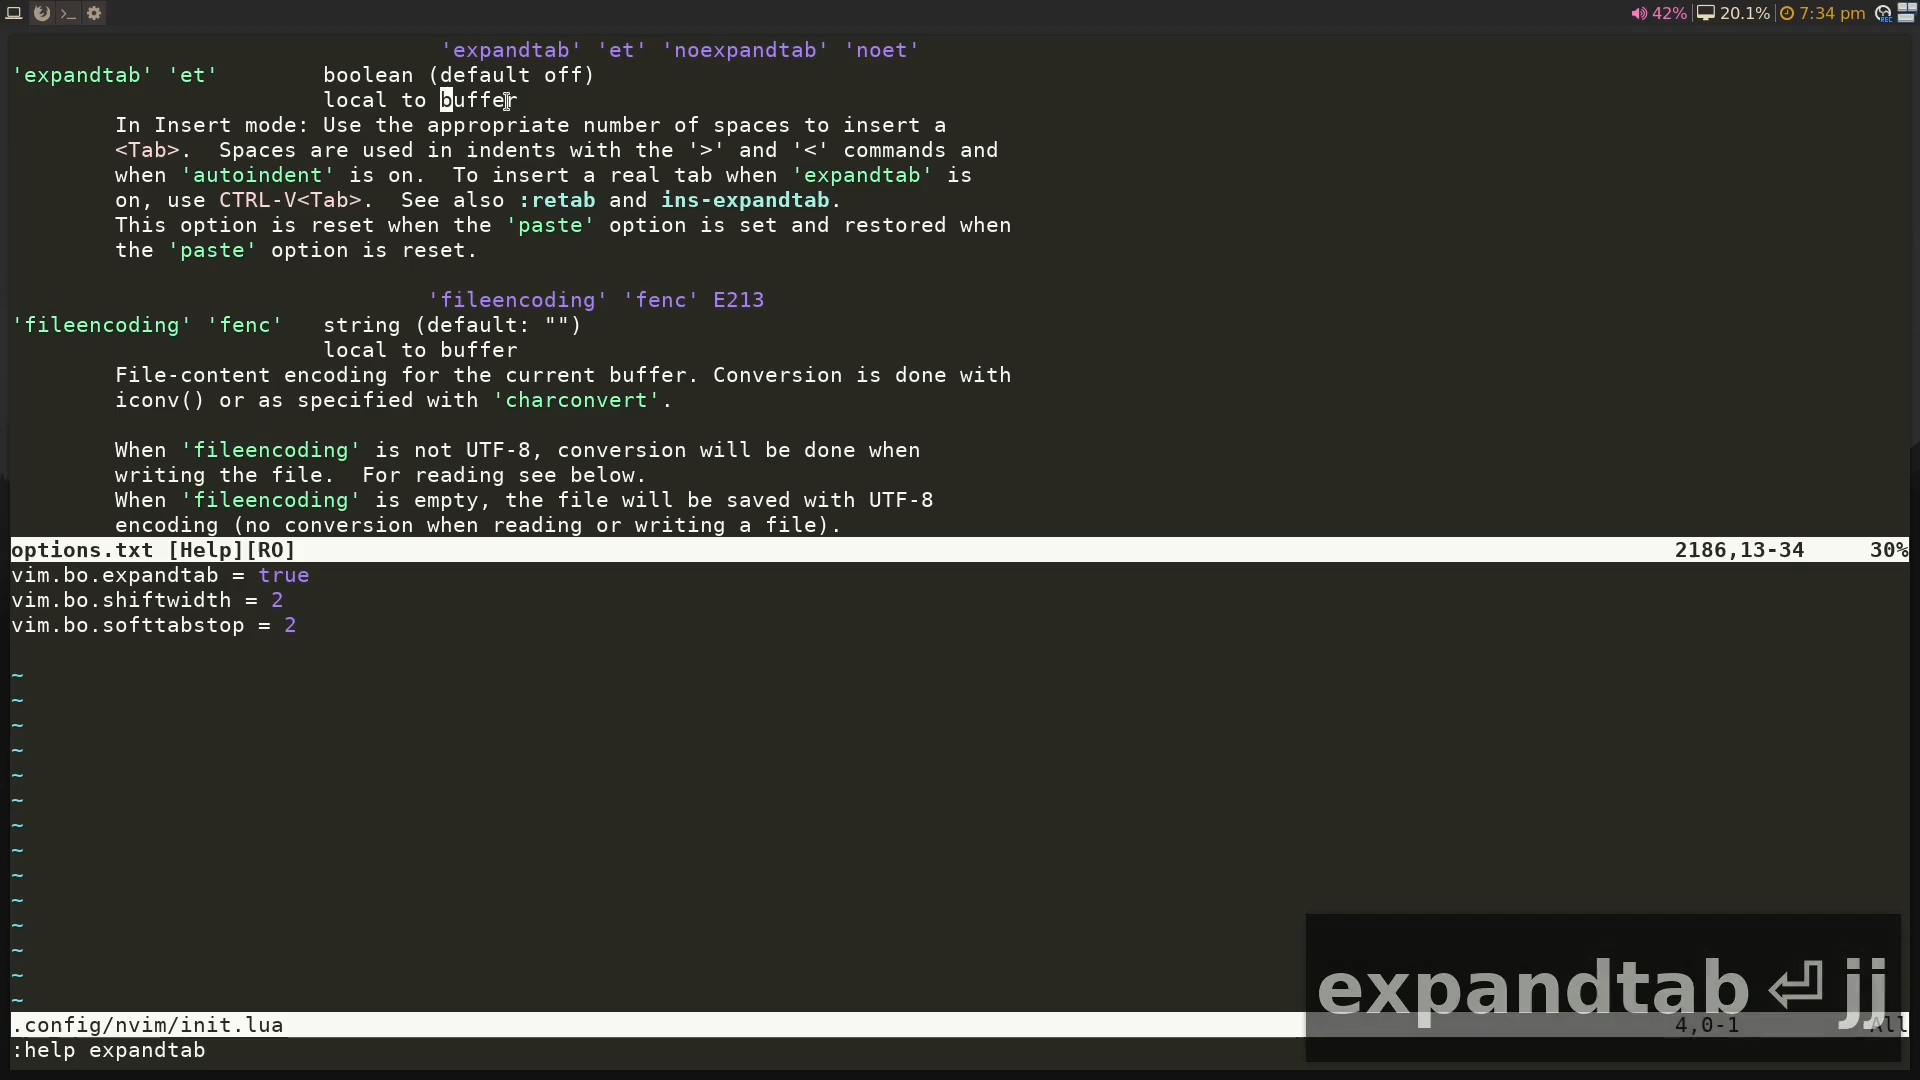 42% 20.1% 7:34 pm
'expandtab' 'et' 'noexpandtab' 'noet'
'expandtab' 'et' boolean (default off)
local to buffer
In Insert mode: Use the appropriate number of spaces to insert a
<Tab>. Spaces are used in indents with the '>' and '<' commands and
when 'autoindent' is on. To insert a real tab when 'expandtab' is
on, use CTRL-V<Tab>. See also :retab and ins-expandtab.
This option is reset when the 'paste' option is set and restored when
the 'paste' option is reset.
'fileencoding' 'fenc' E213
'fileencoding' 'fenc' string (default: "")
local to buffer
File-content encoding for the current buffer. Conversion is done with
iconv() or as specified with 'charconvert'.
When 'fileencoding' is not UTF-8, conversion will be done when
writing the file. For reading see below.
When 'fileencoding' is empty, the file will be saved with UTF-8
encoding (no conversion when reading or writing a file).
options.txt [Help][RO] 2186,13-34 30%
vim.bo.expandtab = true
vim.bo.shiftwidth = 2
vim.bo.softtabstop = 2
~
~
~
~
~
~
~
~
~
~
~
~
~
~
expandtab ⏎ jj
.config/nvim/init.lua 4,0-1 All
:help expandtab